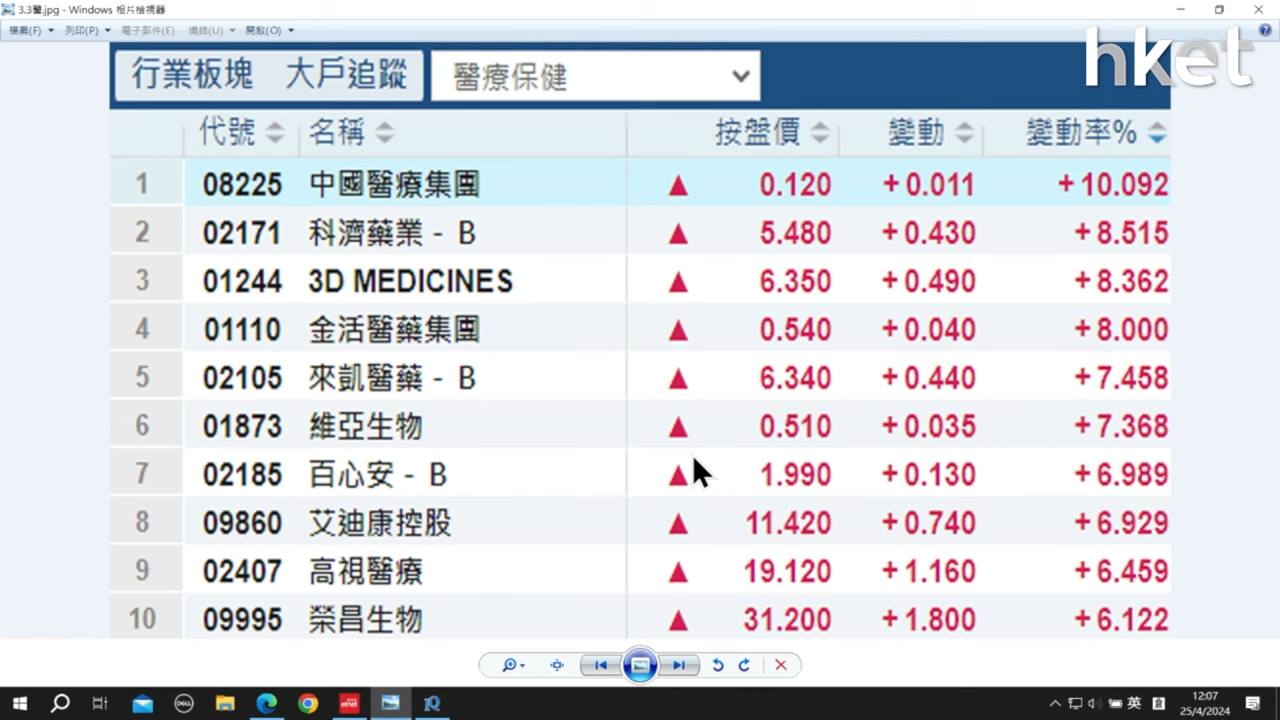 3.3醫.jpg - Windows 相片檢視器
檔案(F) 列印(P) 電子郵件(E) 燒錄(U) 開啟(O)
hket
行業板塊 大戶追蹤 醫療保健
代號 名稱 按盤價 變動 變動率%
1 08225 中國醫療集團 ▲ 0.120 +0.011 +10.092
2 02171 科濟藥業 - B ▲ 5.480 +0.430 +8.515
3 01244 3D MEDICINES ▲ 6.350 +0.490 +8.362
4 01110 金活醫藥集團 ▲ 0.540 +0.040 +8.000
5 02105 來凱醫藥 - B ▲ 6.340 +0.440 +7.458
6 01873 維亞生物 ▲ 0.510 +0.035 +7.368
7 02185 百心安 - B ▲ 1.990 +0.130 +6.989
8 09860 艾迪康控股 ▲ 11.420 +0.740 +6.929
9 02407 高視醫療 ▲ 19.120 +1.160 +6.459
10 09995 榮昌生物 ▲ 31.200 +1.800 +6.122
DELL etnet IQ 英 12:07
25/4/2024